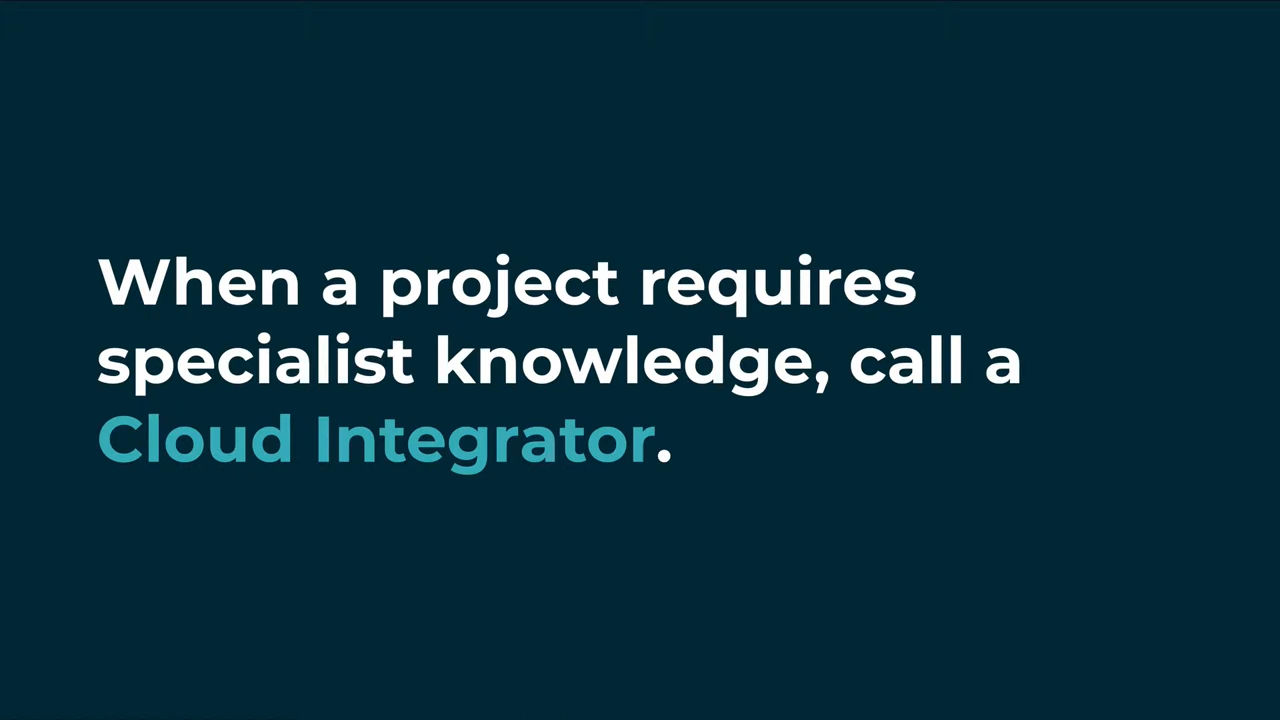 When a project requires
specialist knowledge, call a
Cloud Integrator.